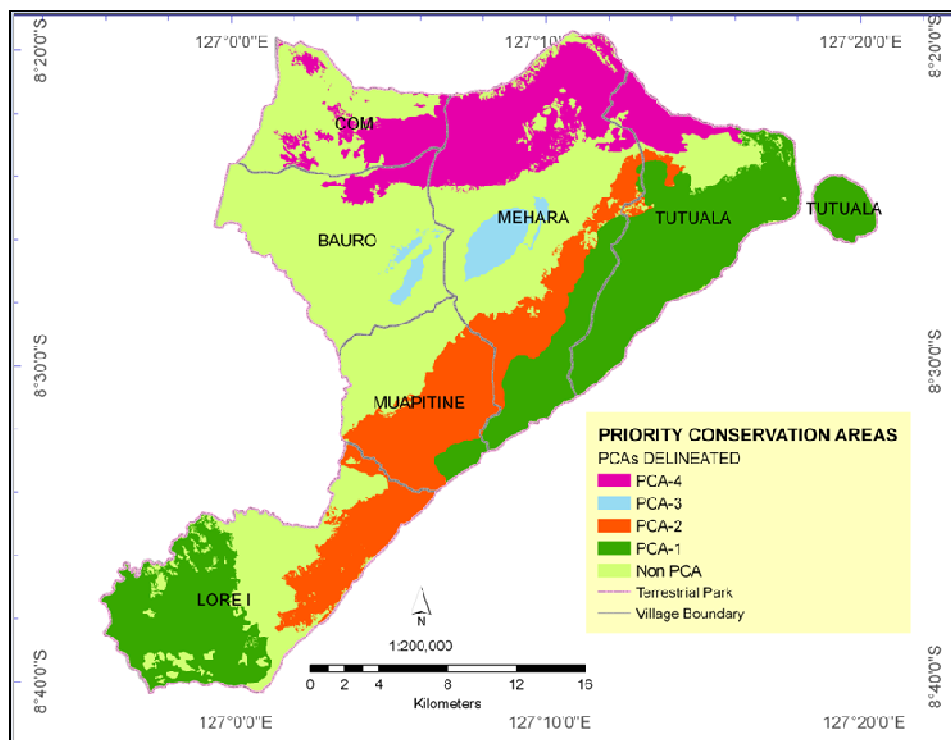 127°0'0"E
127°10'0"E
127°20'0"E
8°20'0"S
8°20'0"S
COM
MEHARA
TUTUALA
TUTUALA
BAURO
8°30'0"S
8°30'0"S
MUAPITINE
PRIORITY CONSERVATION AREAS
PCAs DELINEATED
PCA-4
PCA-3
PCA-2
PCA-1
Non PCA
Terrestrial Park
Village Boundary
LORE I
N
1:200,000
0 2 4 8 12 16
Kilometers
8°40'0"S
8°40'0"S
127°0'0"E
127°10'0"E
127°20'0"E